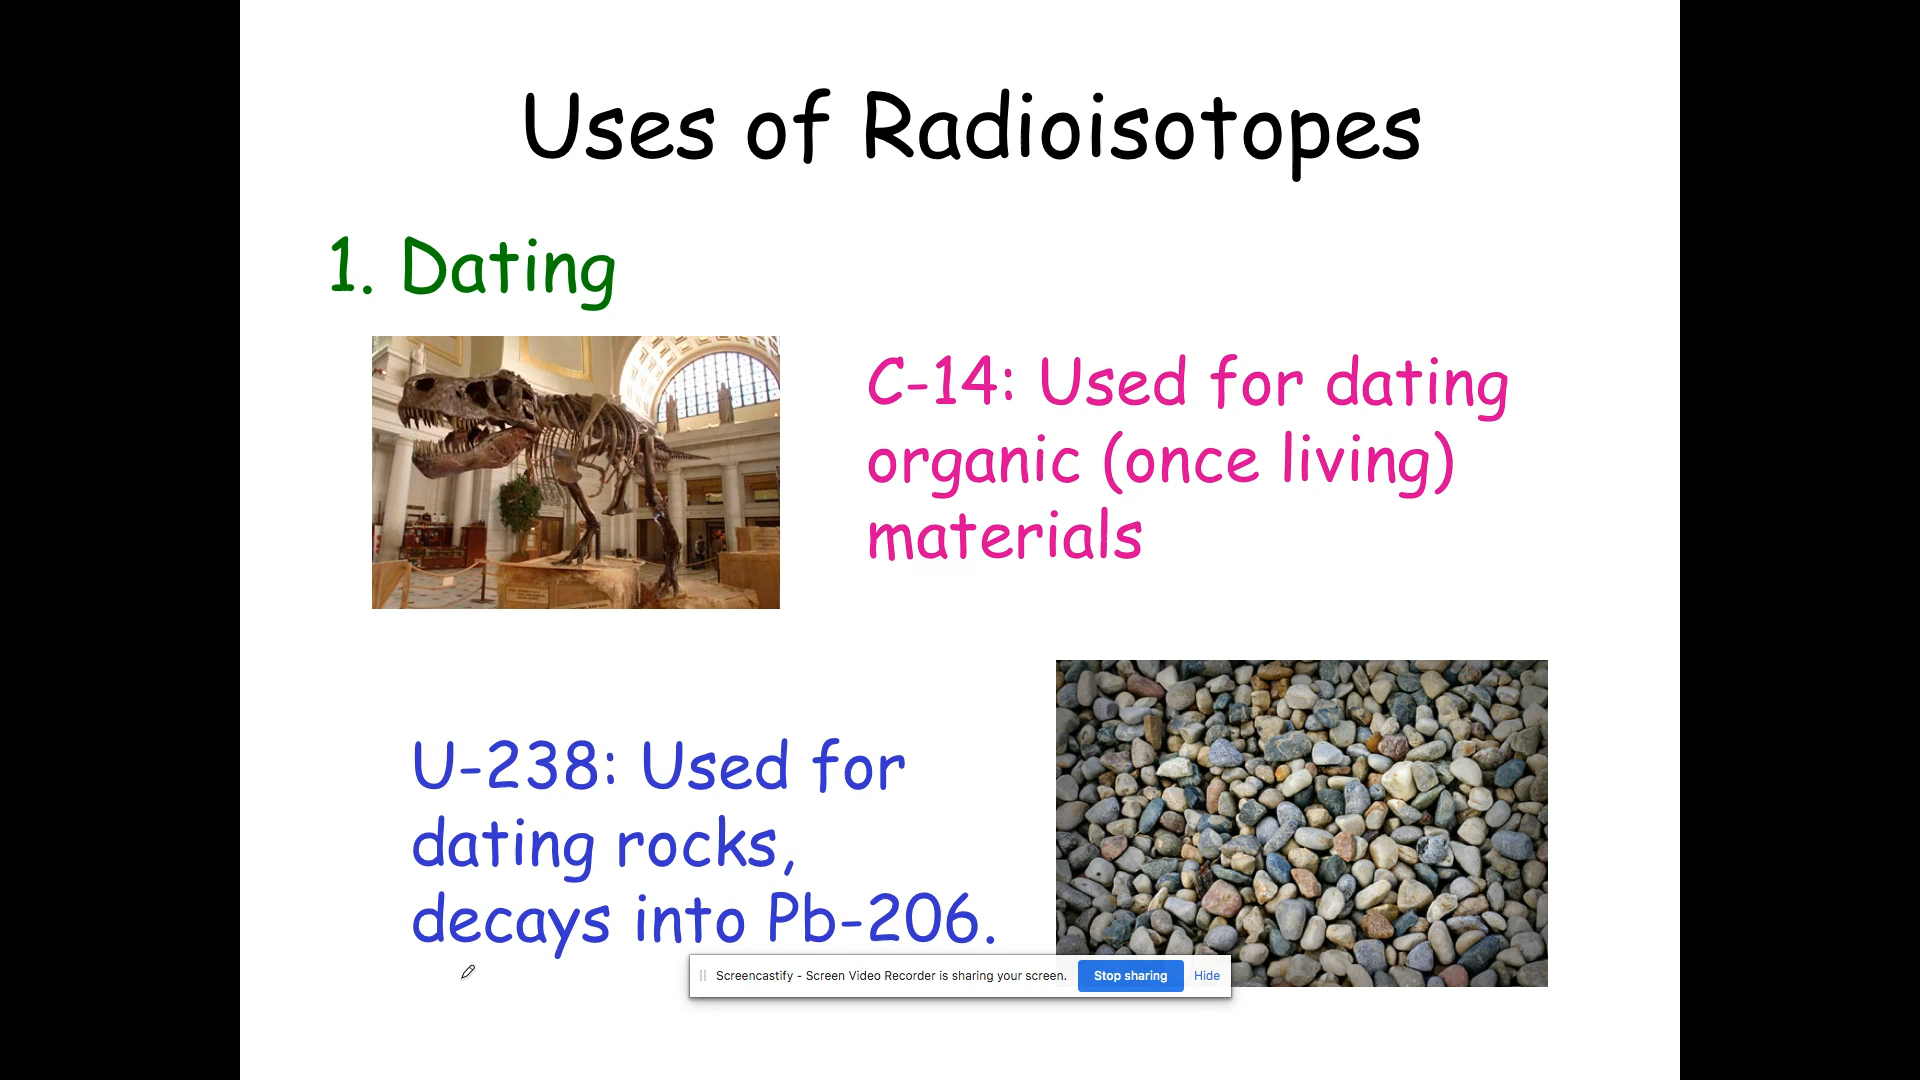 Uses of Radioisotopes
1. Dating
C-14: Used for dating
organic (once living)
materials
U-238: Used for
dating rocks,
decays into Pb-206.
Screencastify - Screen Video Recorder is sharing your screen. Stop sharing Hide